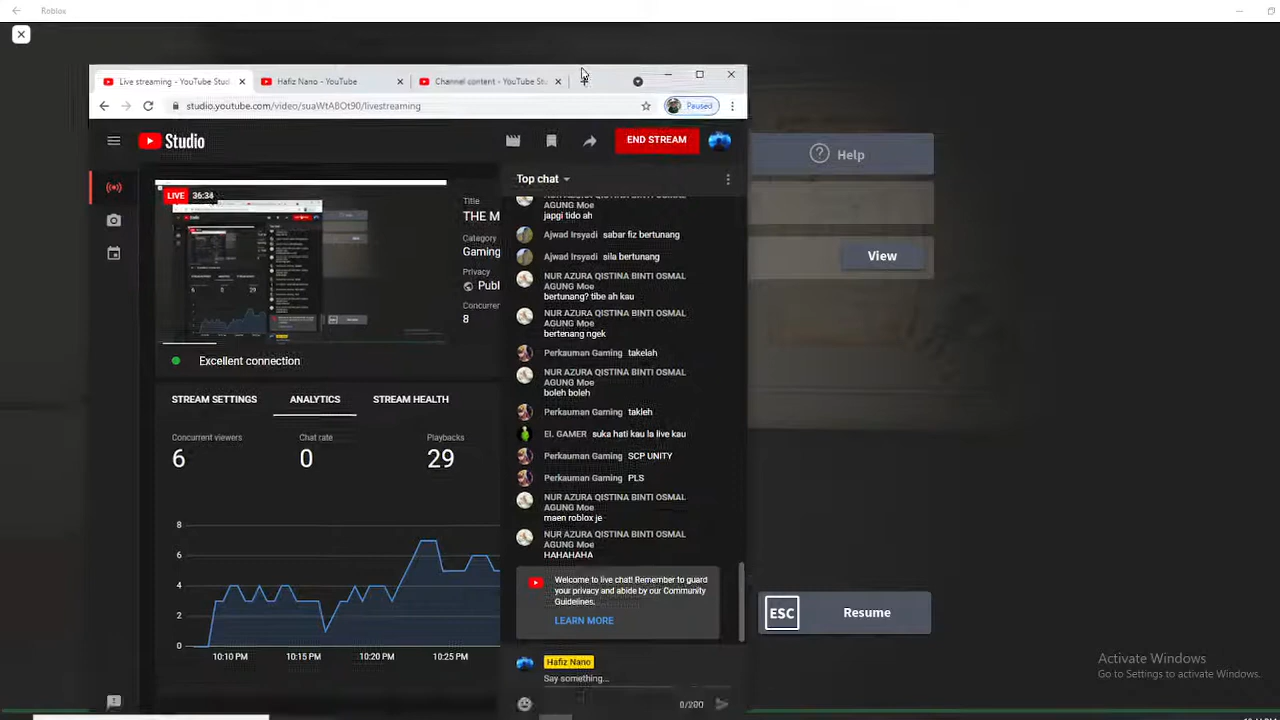 Roblox
Live streaming - YouTube Stud
Hafiz Nano - YouTube
Channel content - YouTube Stu
studio.youtube.com/video/suaWtABOt90/livestreaming
Paused
Studio
END STREAM
Help
View
ESC
Resume
LIVE 36:34
Title
THE M
Category
Gaming
Privacy
Publ
Concurrer
8
Excellent connection
STREAM SETTINGS
ANALYTICS
STREAM HEALTH
Concurrent viewers
Chat rate
Playbacks
6
0
29
8
6
4
2
0
10:10 PM
10:15 PM
10:20 PM
10:25 PM
Top chat
AGUNG Moe
japgi tido ah
Ajwad Irsyadi sabar fiz bertunang
Ajwad Irsyadi sila bertunang
NUR AZURA QISTINA BINTI OSMAL
AGUNG Moe
bertunang? tibe ah kau
NUR AZURA QISTINA BINTI OSMAL
AGUNG Moe
bertenang ngek
Perkauman Gaming takelah
NUR AZURA QISTINA BINTI OSMAL
AGUNG Moe
boleh boleh
Perkauman Gaming takleh
EI. GAMER suka hati kau la live kau
Perkauman Gaming SCP UNITY
Perkauman Gaming PLS
NUR AZURA QISTINA BINTI OSMAL
AGUNG Moe
maen roblox je
NUR AZURA QISTINA BINTI OSMAL
AGUNG Moe
HAHAHAHA
Welcome to live chat! Remember to guard
your privacy and abide by our Community
Guidelines.
LEARN MORE
Hafiz Nano
Say something...
0/200
Activate Windows
Go to Settings to activate Windows.